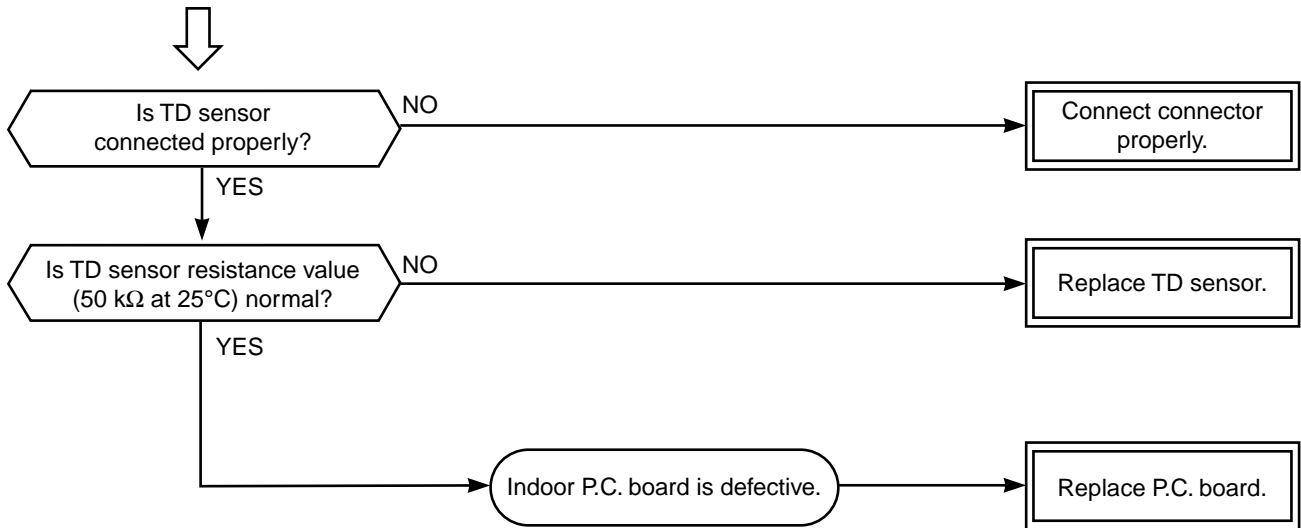 Is TD sensor
connected properly?
NO
Connect connector
properly.
YES
Is TD sensor resistance value
(50 kΩ at 25°C) normal?
NO
Replace TD sensor.
YES
Indoor P.C. board is defective.
Replace P.C. board.